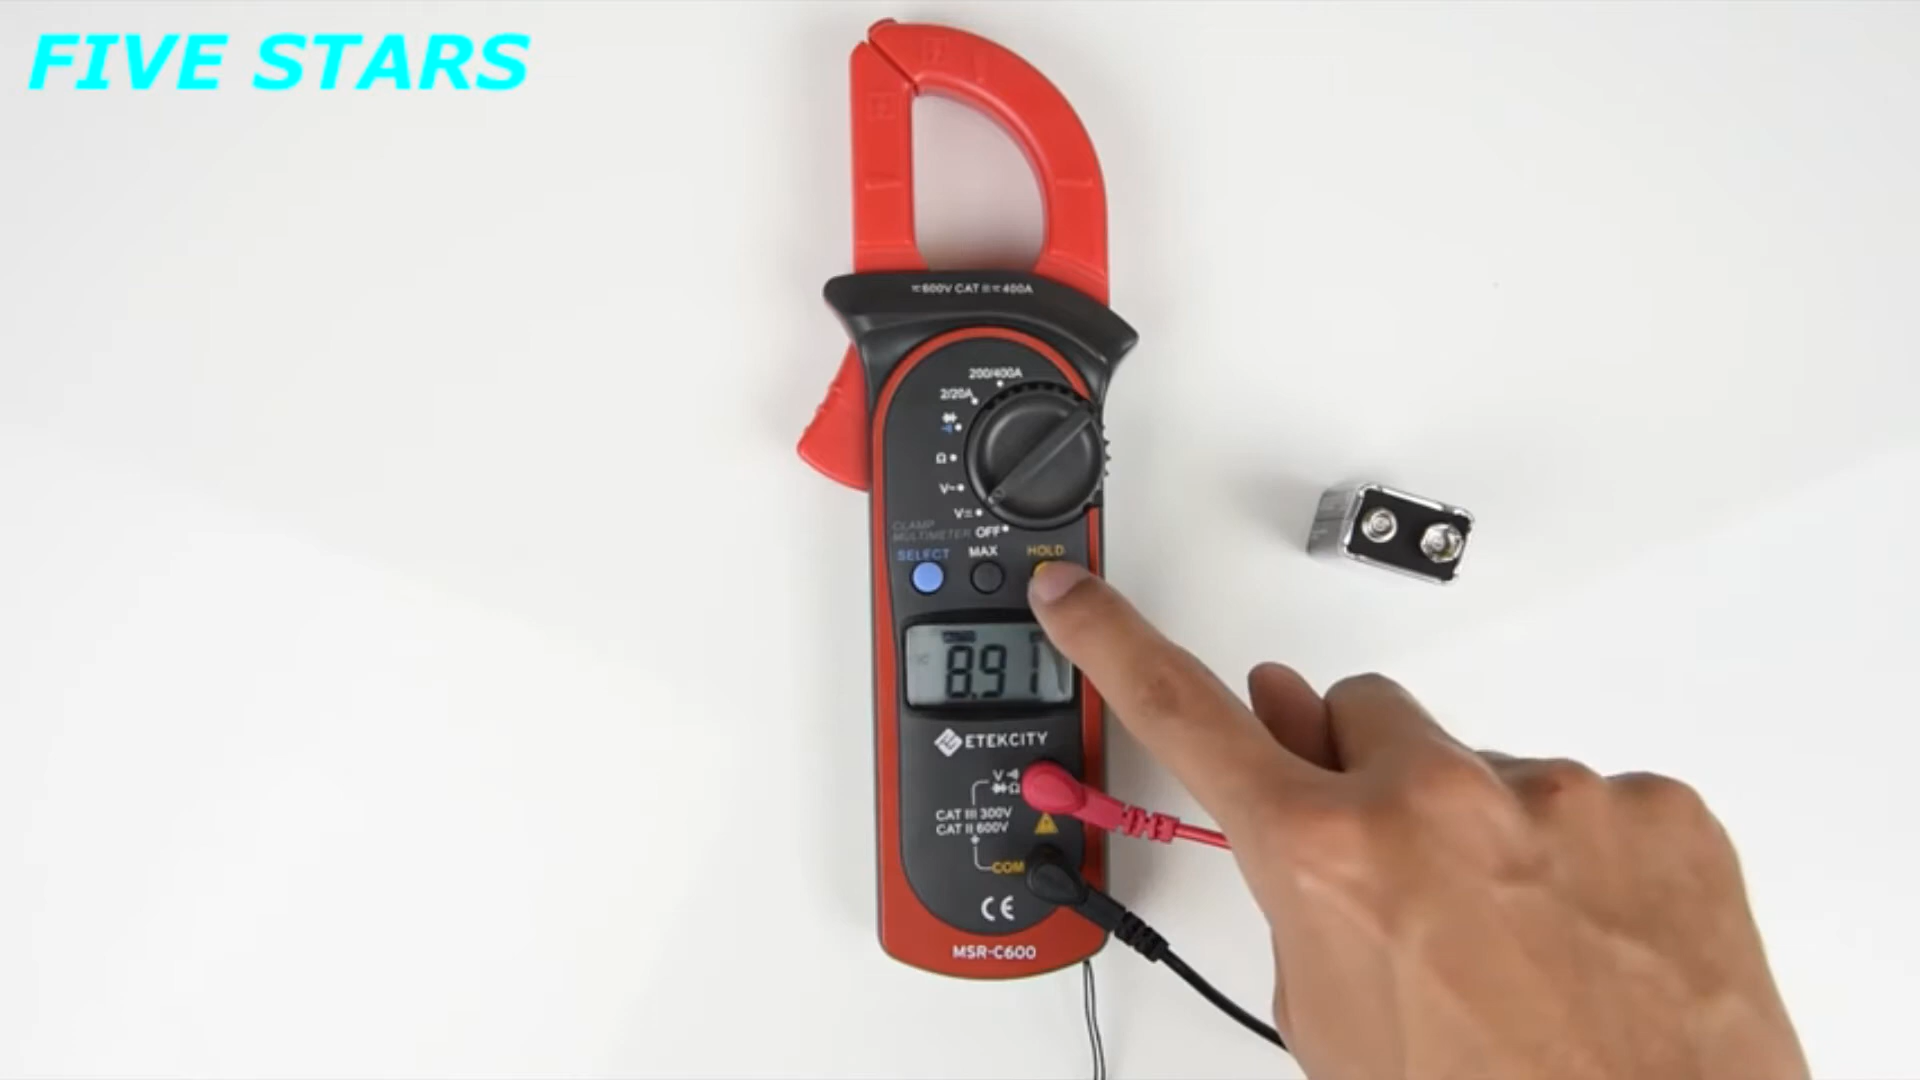 FIVE STARS
600V CAT II 400A
200/400A
2/20A
Ω
V~
V
CLAMP
MULTIMETER OFF
SELECT MAX HOLD
8.91
ETEKCITY
V
Ω
CAT III 300V
CAT II 600V
COM
CE
MSR-C600